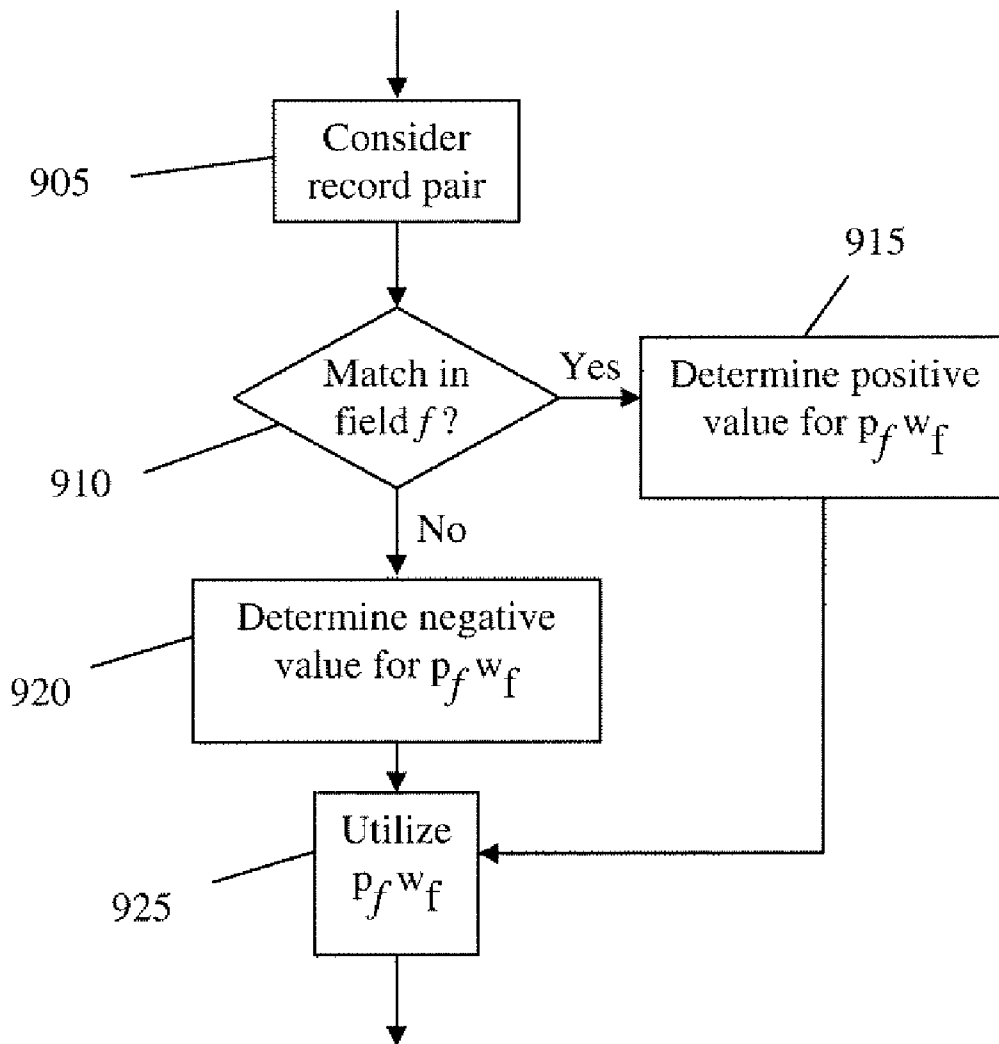 Consider
record pair
905
915
Match in
field f ?
Yes
Determine positive
value for p_f w_f
910
No
Determine negative
value for p_f w_f
920
Utilize
p_f w_f
925